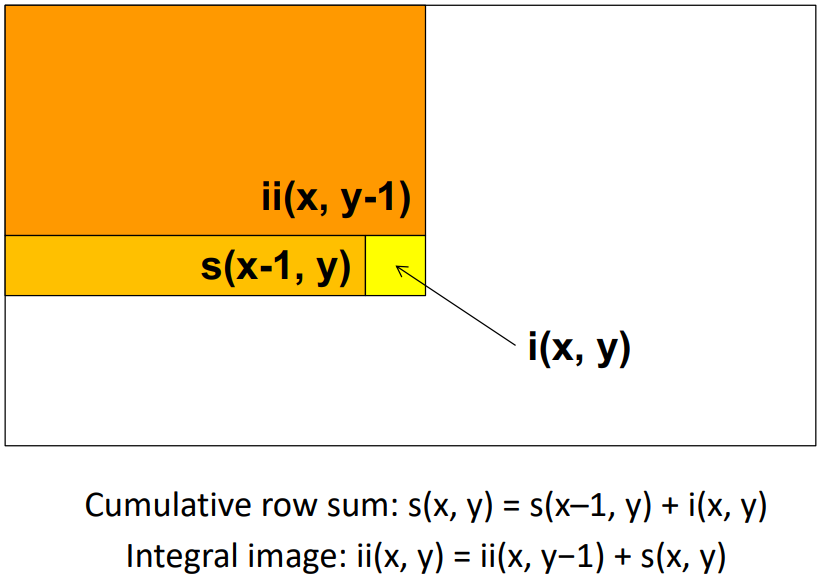 ii(x, y-1)
s(x-1, y)
i(x, y)
Cumulative row sum: s(x, y) = s(x–1, y) + i(x, y)
Integral image: ii(x, y) = ii(x, y−1) + s(x, y)